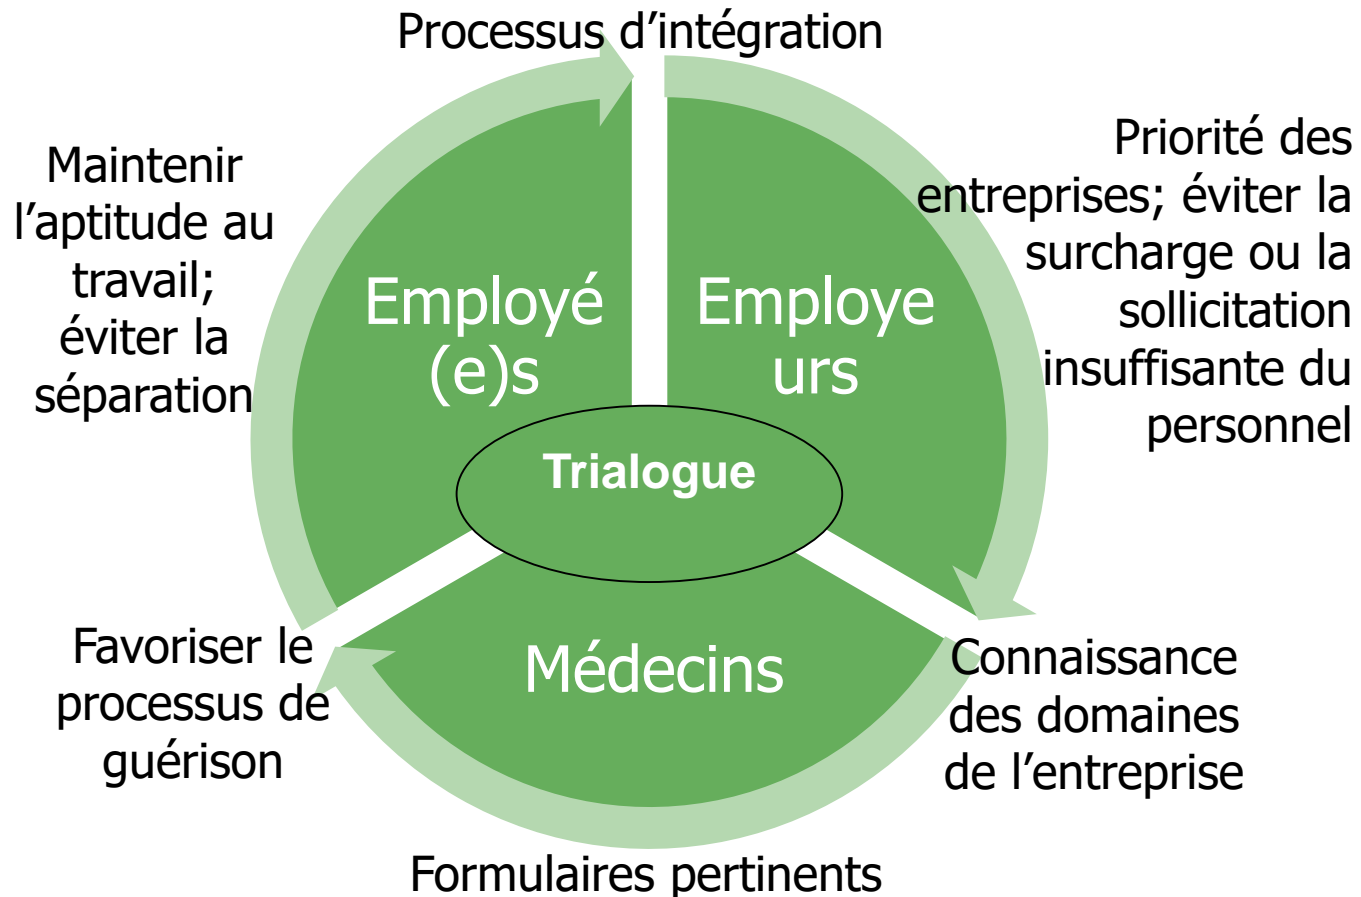 Processus d’intégration
Maintenir
l’aptitude au
travail;
éviter la
séparation
Priorité des
entreprises; éviter la
surcharge ou la
sollicitation
insuffisante du
personnel
Employé
(e)s
Employe
urs
Trialogue
Médecins
Favoriser le
processus de
guérison
Connaissance
des domaines
de l’entreprise
Formulaires pertinents